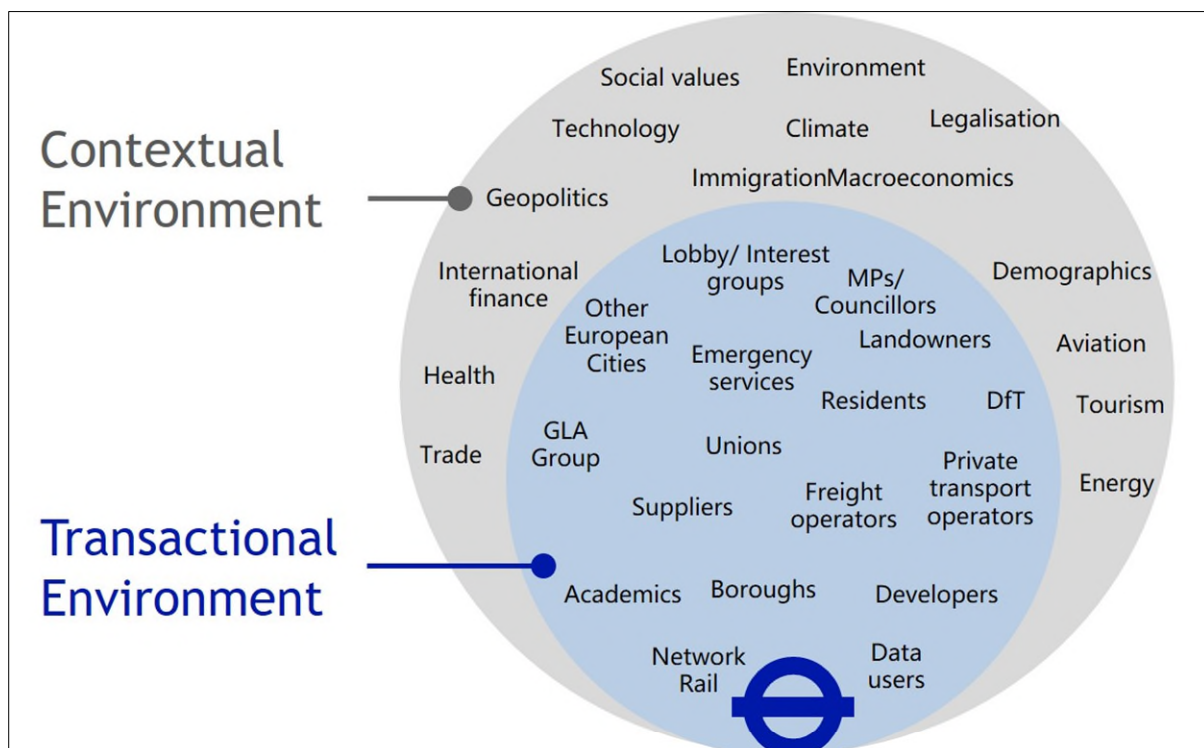 Contextual
Environment
Social values
Environment
Technology
Climate
Legalisation
Geopolitics
ImmigrationMacroeconomics
International
finance
Demographics
Health
Aviation
Trade
Tourism
Energy
Transactional
Environment
Lobby/ Interest
groups
MPs/
Councillors
Other
European
Cities
Landowners
Emergency
services
Residents
DfT
GLA
Group
Unions
Suppliers
Freight
operators
Private
transport
operators
Academics
Boroughs
Developers
Network
Rail
Data
users